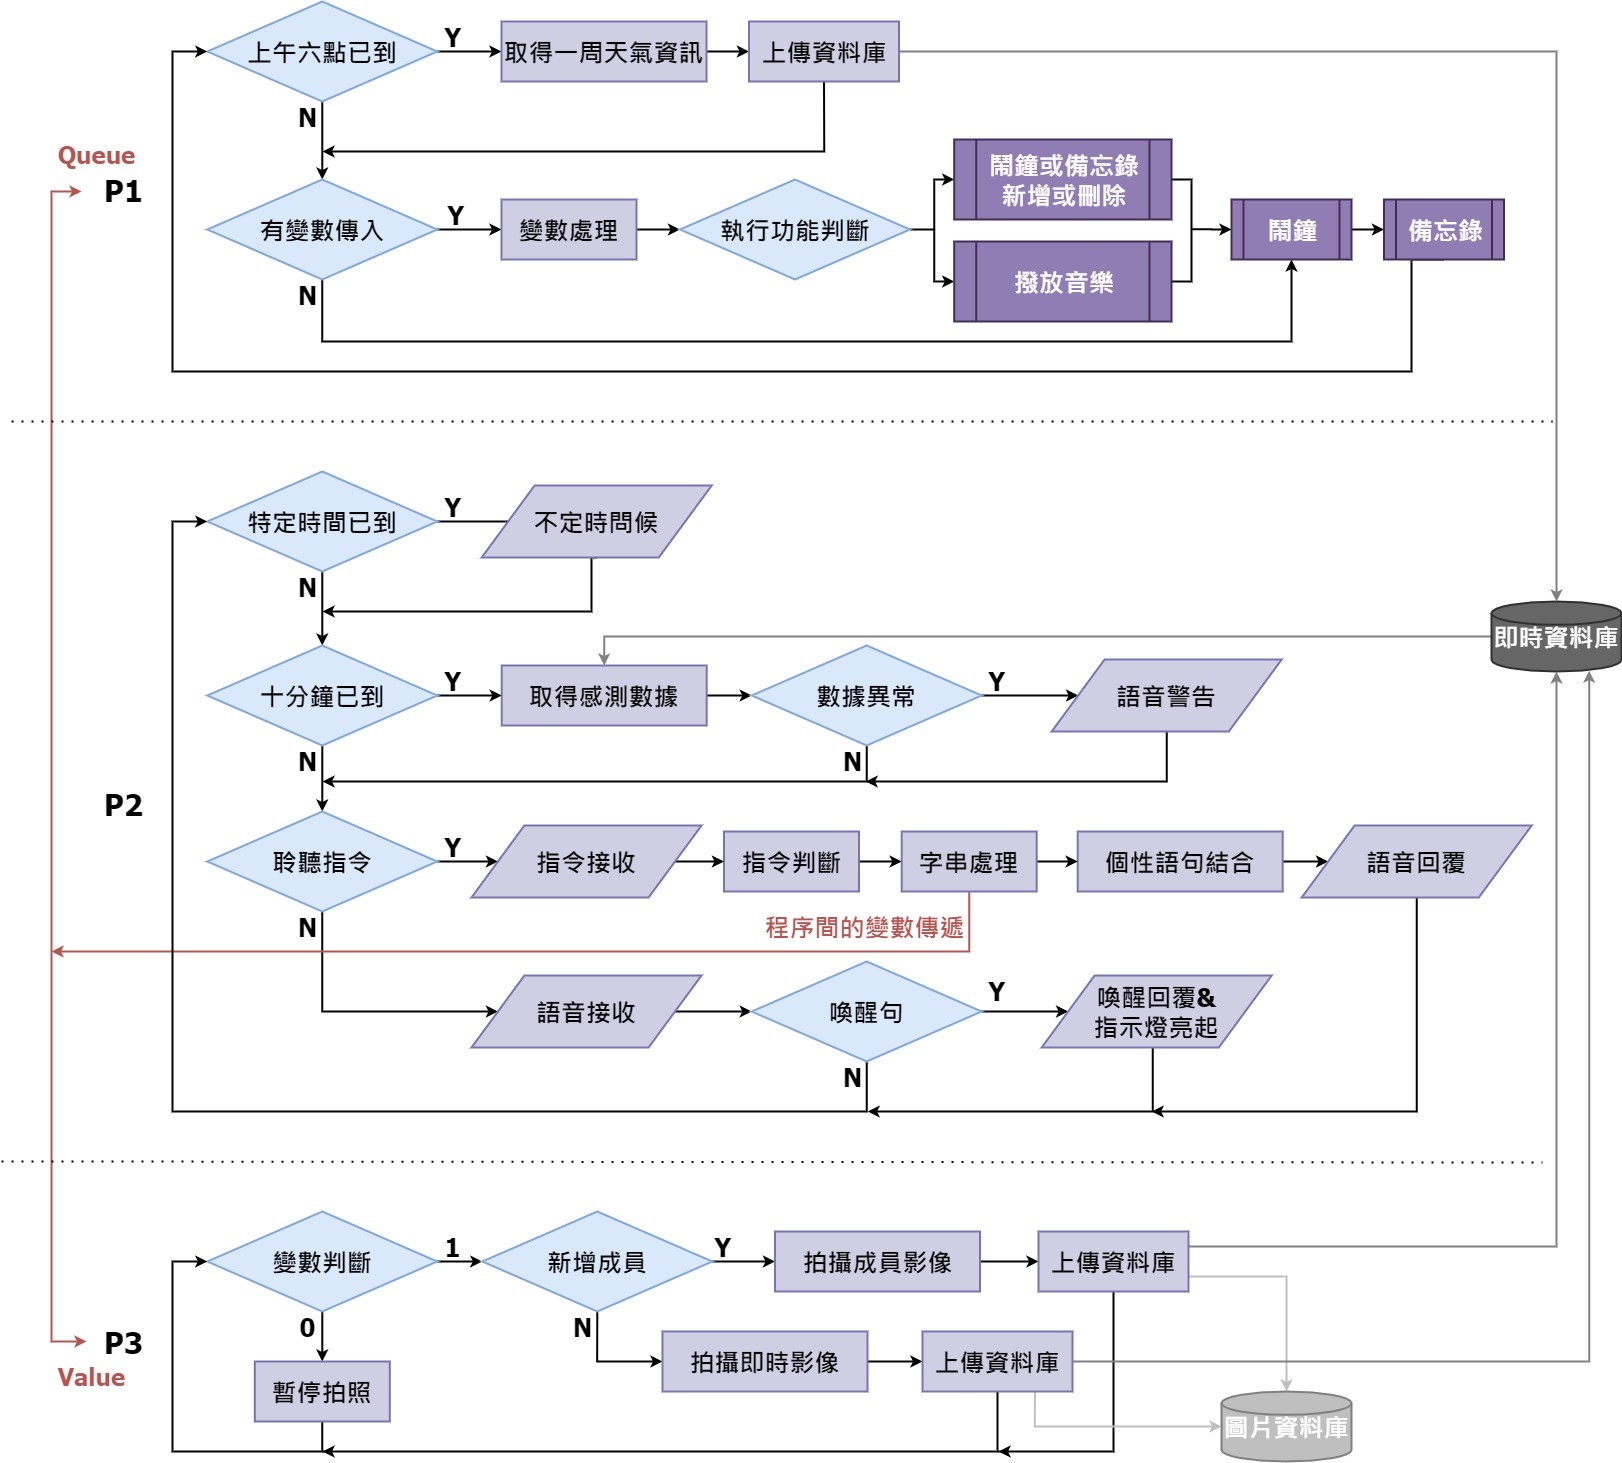 上午六點已到
Y
取得一周天氣資訊
上傳資料庫
N
Queue
P1
有變數傳入
Y
變數處理
執行功能判斷
鬧鐘或備忘錄
新增或刪除
撥放音樂
鬧鐘
備忘錄
N
特定時間已到
Y
不定時問候
N
即時資料庫
十分鐘已到
Y
取得感測數據
數據異常
Y
語音警告
N
N
P2
聆聽指令
Y
指令接收
指令判斷
字串處理
個性語句結合
語音回覆
N
程序間的變數傳遞
語音接收
喚醒句
Y
喚醒回覆&
指示燈亮起
N
變數判斷
1
新增成員
Y
拍攝成員影像
上傳資料庫
0
N
P3
Value
暫停拍照
拍攝即時影像
上傳資料庫
圖片資料庫